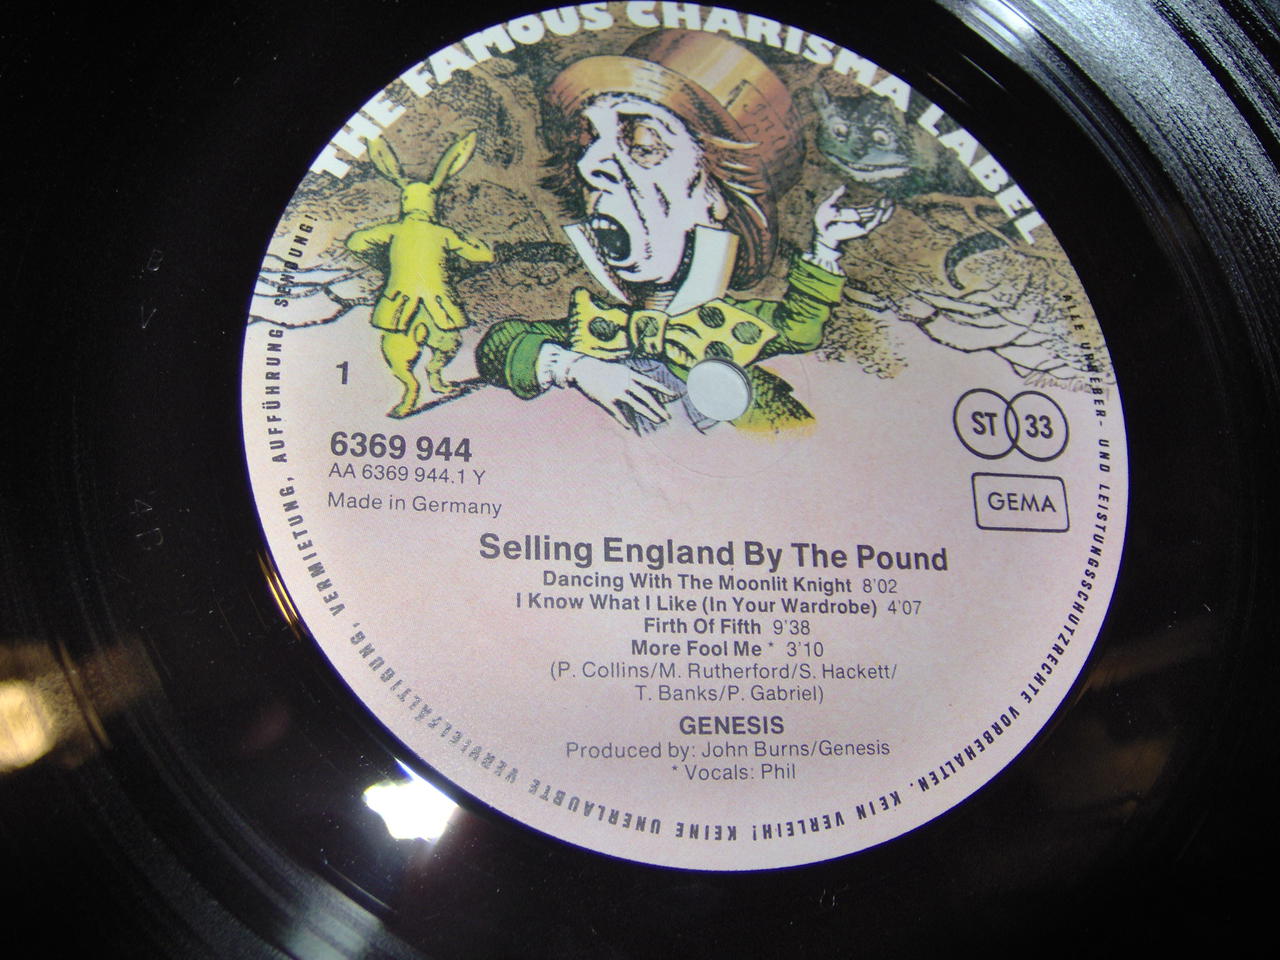 THE FAMOUS CHARISMA LABEL
1
6369 944
AA 6369 944.1 Y
Made in Germany
ST 33
GEMA
Selling England By The Pound
Dancing With The Moonlit Knight 8'02
I Know What I Like (In Your Wardrobe) 4'07
Firth Of Fifth 9'38
More Fool Me * 3'10
(P. Collins/M. Rutherford/S. Hackett/
T. Banks/P. Gabriel)
GENESIS
Produced by: John Burns/Genesis
* Vocals: Phil
ALLE URHEBER- UND LEISTUNGSSCHUTZRECHTE VORBEHALTEN. KEIN VERLEIH! KEINE UNERLAUBTE VERVIELFÄLTIGUNG, VERMIETUNG, AUFFÜHRUNG, SENDUNG!